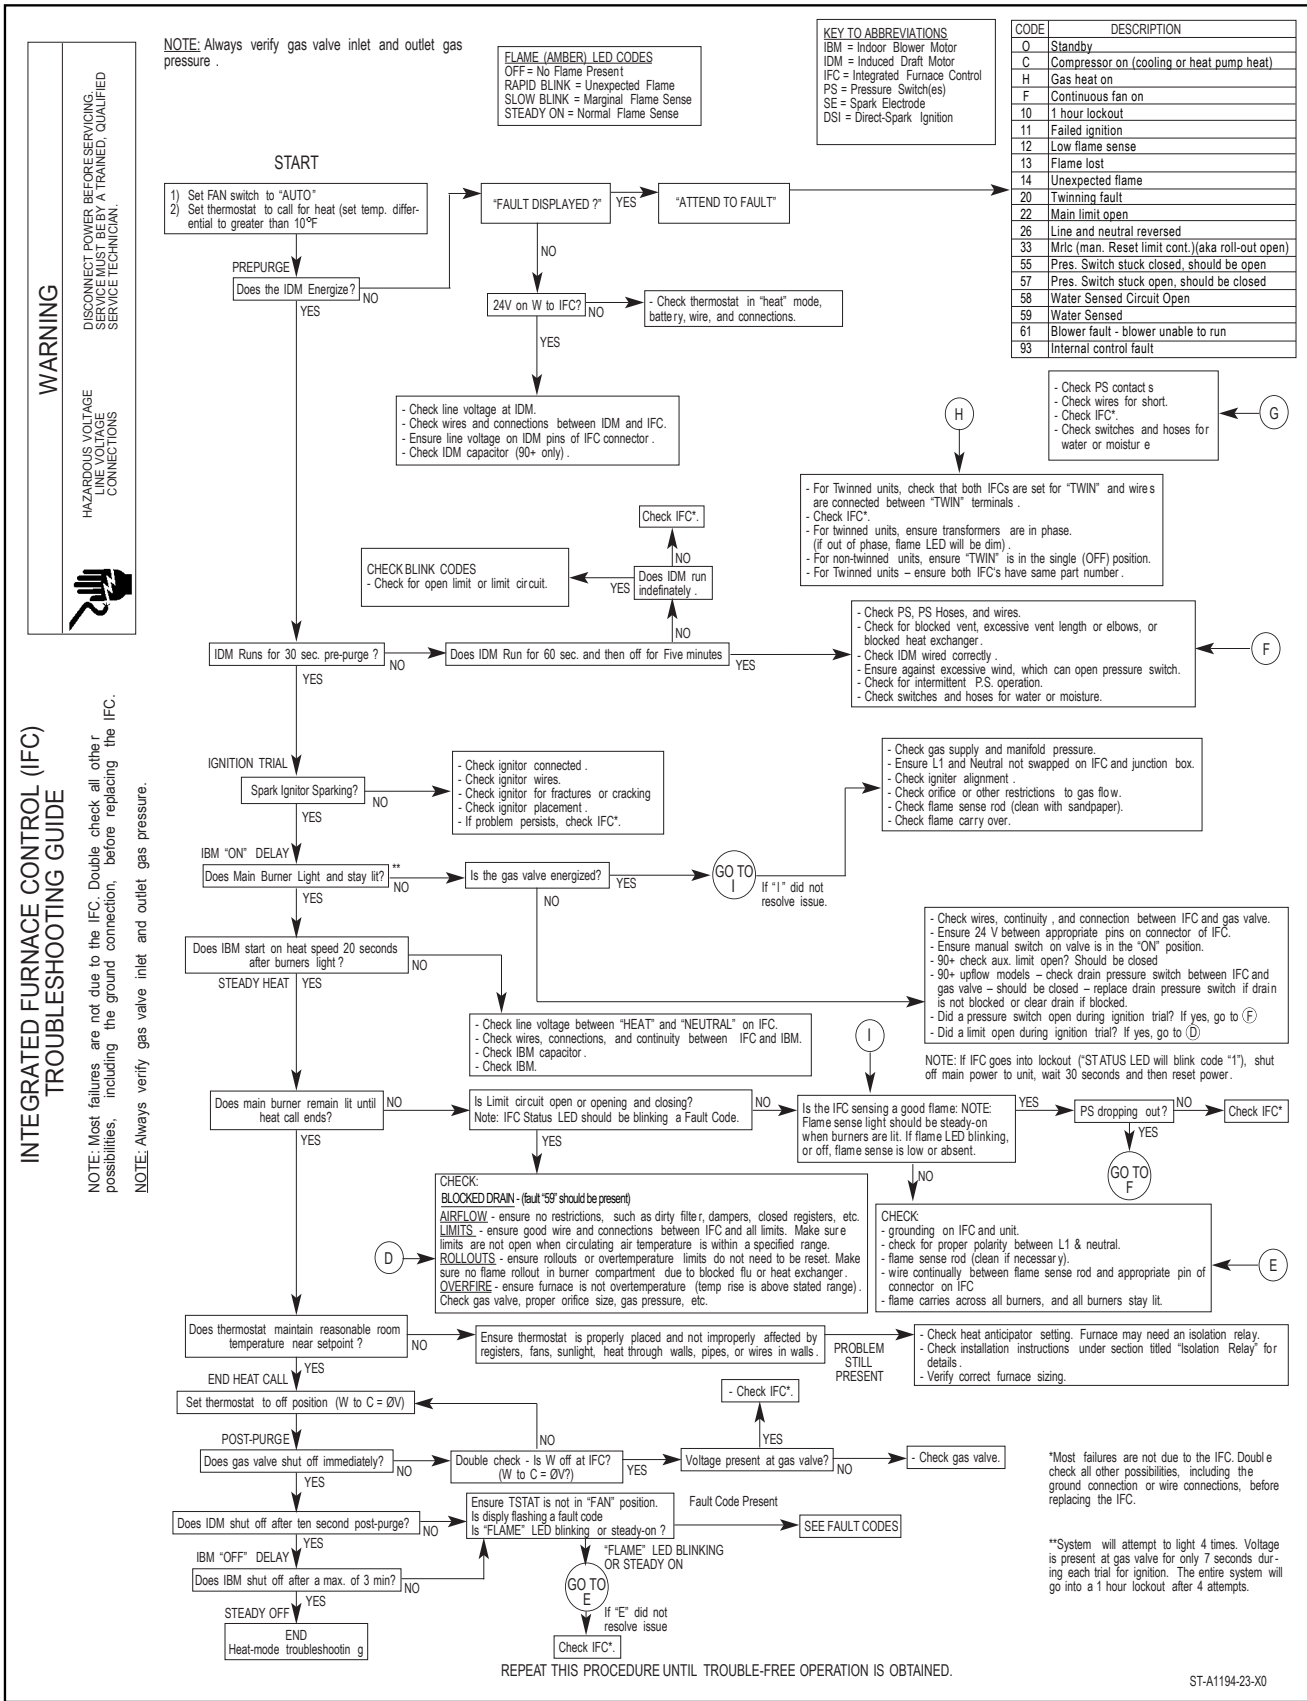 WARNING
HAZARDOUS VOLTAGE
LINE VOLTAGE
CONNECTIONS
DISCONNECT POWER BEFORE SERVICING.
SERVICE MUST BE BY A TRAINED, QUALIFIED
SERVICE TECHNICIAN.
INTEGRATED FURNACE CONTROL (IFC)
TROUBLESHOOTING GUIDE
NOTE: Most failures are not due to the IFC. Double check all other
possibilities, including the ground connection, before replacing the IFC.
NOTE: Always verify gas valve inlet and outlet gas pressure.
NOTE: Always verify gas valve inlet and outlet gas
pressure .
FLAME (AMBER) LED CODES
OFF = No Flame Present
RAPID BLINK = Unexpected Flame
SLOW BLINK = Marginal Flame Sense
STEADY ON = Normal Flame Sense
KEY TO ABBREVIATIONS
IBM = Indoor Blower Motor
IDM = Induced Draft Motor
IFC = Integrated Furnace Control
PS = Pressure Switch(es)
SE = Spark Electrode
DSI = Direct-Spark Ignition
CODE DESCRIPTION
O Standby
C Compressor on (cooling or heat pump heat)
H Gas heat on
F Continuous fan on
10 1 hour lockout
11 Failed ignition
12 Low flame sense
13 Flame lost
14 Unexpected flame
20 Twinning fault
22 Main limit open
26 Line and neutral reversed
33 Mrlc (man. Reset limit cont.)(aka roll-out open)
55 Pres. Switch stuck closed, should be open
57 Pres. Switch stuck open, should be closed
58 Water Sensed Circuit Open
59 Water Sensed
61 Blower fault - blower unable to run
93 Internal control fault
START
1) Set FAN switch to “AUTO”
2) Set thermostat to call for heat (set temp. differ-
ential to greater than 10°F
“FAULT DISPLAYED ?”
YES
“ATTEND TO FAULT”
NO
PREPURGE
Does the IDM Energize?
NO
YES
24V on W to IFC?
NO
- Check thermostat in “heat” mode,
battery, wire, and connections.
YES
- Check line voltage at IDM.
- Check wires and connections between IDM and IFC.
- Ensure line voltage on IDM pins of IFC connector .
- Check IDM capacitor (90+ only) .
- Check PS contact s
- Check wires for short.
- Check IFC*.
- Check switches and hoses for
water or moistur e
G
H
- For Twinned units, check that both IFCs are set for “TWIN” and wires
are connected between “TWIN” terminals .
- Check IFC*.
- For twinned units, ensure transformers are in phase.
(if out of phase, flame LED will be dim) .
- For non-twinned units, ensure “TWIN” is in the single (OFF) position.
- For Twinned units – ensure both IFC's have same part number .
Check IFC*.
NO
CHECK BLINK CODES
- Check for open limit or limit circuit.
YES
Does IDM run
indefinately .
NO
IDM Runs for 30 sec. pre-purge ?
NO
Does IDM Run for 60 sec. and then off for Five minutes
YES
- Check PS, PS Hoses, and wires.
- Check for blocked vent, excessive vent length or elbows, or
blocked heat exchanger .
- Check IDM wired correctly .
- Ensure against excessive wind, which can open pressure switch.
- Check for intermittent P.S. operation.
- Check switches and hoses for water or moisture.
F
YES
IGNITION TRIAL
Spark Ignitor Sparking?
NO
- Check ignitor connected .
- Check ignitor wires.
- Check ignitor for fractures or cracking
- Check ignitor placement .
- If problem persists, check IFC*.
- Check gas supply and manifold pressure.
- Ensure L1 and Neutral not swapped on IFC and junction box.
- Check igniter alignment .
- Check orifice or other restrictions to gas flow.
- Check flame sense rod (clean with sandpaper).
- Check flame carry over.
YES
IBM “ON” DELAY
Does Main Burner Light and stay lit?
**
NO
Is the gas valve energized?
YES
GO TO
I
If “I” did not
resolve issue.
YES
NO
- Check wires, continuity , and connection between IFC and gas valve.
- Ensure 24 V between appropriate pins on connector of IFC.
- Ensure manual switch on valve is in the “ON” position.
- 90+ check aux. limit open? Should be closed
- 90+ upflow models – check drain pressure switch between IFC and
gas valve – should be closed – replace drain pressure switch if drain
is not blocked or clear drain if blocked.
- Did a pressure switch open during ignition trial? If yes, go to F
- Did a limit open during ignition trial? If yes, go to D
Does IBM start on heat speed 20 seconds
after burners light ?
NO
STEADY HEAT YES
- Check line voltage between “HEAT” and “NEUTRAL” on IFC.
- Check wires, connections, and continuity between IFC and IBM.
- Check IBM capacitor .
- Check IBM.
I
NOTE: If IFC goes into lockout (“STATUS LED will blink code “1”), shut
off main power to unit, wait 30 seconds and then reset power.
Does main burner remain lit until
heat call ends?
NO
Is Limit circuit open or opening and closing?
Note: IFC Status LED should be blinking a Fault Code.
NO
Is the IFC sensing a good flame: NOTE:
Flame sense light should be steady-on
when burners are lit. If flame LED blinking,
or off, flame sense is low or absent.
YES
PS dropping out?
NO
Check IFC*
YES
GO TO
F
YES
YES
NO
CHECK:
BLOCKED DRAIN - (fault “59” should be present)
AIRFLOW - ensure no restrictions, such as dirty filter, dampers, closed registers, etc.
LIMITS - ensure good wire and connections between IFC and all limits. Make sure
limits are not open when circulating air temperature is within a specified range.
ROLLOUTS - ensure rollouts or overtemperature limits do not need to be reset. Make
sure no flame rollout in burner compartment due to blocked flu or heat exchanger .
OVERFIRE - ensure furnace is not overtemperature (temp rise is above stated range) .
Check gas valve, proper orifice size, gas pressure, etc.
D
CHECK:
- grounding on IFC and unit.
- check for proper polarity between L1 & neutral.
- flame sense rod (clean if necessary).
- wire continually between flame sense rod and appropriate pin of
connector on IFC
- flame carries across all burners, and all burners stay lit.
E
Does thermostat maintain reasonable room
temperature near setpoint ?
NO
Ensure thermostat is properly placed and not improperly affected by
registers, fans, sunlight, heat through walls, pipes, or wires in walls .
PROBLEM
STILL
PRESENT
- Check heat anticipator setting. Furnace may need an isolation relay.
- Check installation instructions under section titled “Isolation Relay” for
details .
- Verify correct furnace sizing.
YES
END HEAT CALL
Set thermostat to off position (W to C = ØV)
- Check IFC*.
POST-PURGE
NO
YES
Does gas valve shut off immediately?
NO
Double check - Is W off at IFC?
(W to C = ØV?)
YES
Voltage present at gas valve?
NO
- Check gas valve.
YES
Does IDM shut off after ten second post-purge?
NO
Ensure TSTAT is not in “FAN” position.
Is disply flashing a fault code
Is “FLAME” LED blinking or steady-on ?
Fault Code Present
SEE FAULT CODES
YES
IBM “OFF” DELAY
“FLAME” LED BLINKING
OR STEADY ON
Does IBM shut off after a max. of 3 min?
NO
GO TO
E
YES
STEADY OFF
If “E” did not
resolve issue
END
Heat-mode troubleshootin g
Check IFC*.
*Most failures are not due to the IFC. Double
check all other possibilities, including the
ground connection or wire connections, before
replacing the IFC.
**System will attempt to light 4 times. Voltage
is present at gas valve for only 7 seconds dur-
ing each trial for ignition. The entire system will
go into a 1 hour lockout after 4 attempts.
REPEAT THIS PROCEDURE UNTIL TROUBLE-FREE OPERATION IS OBTAINED.
ST-A1194-23-X0